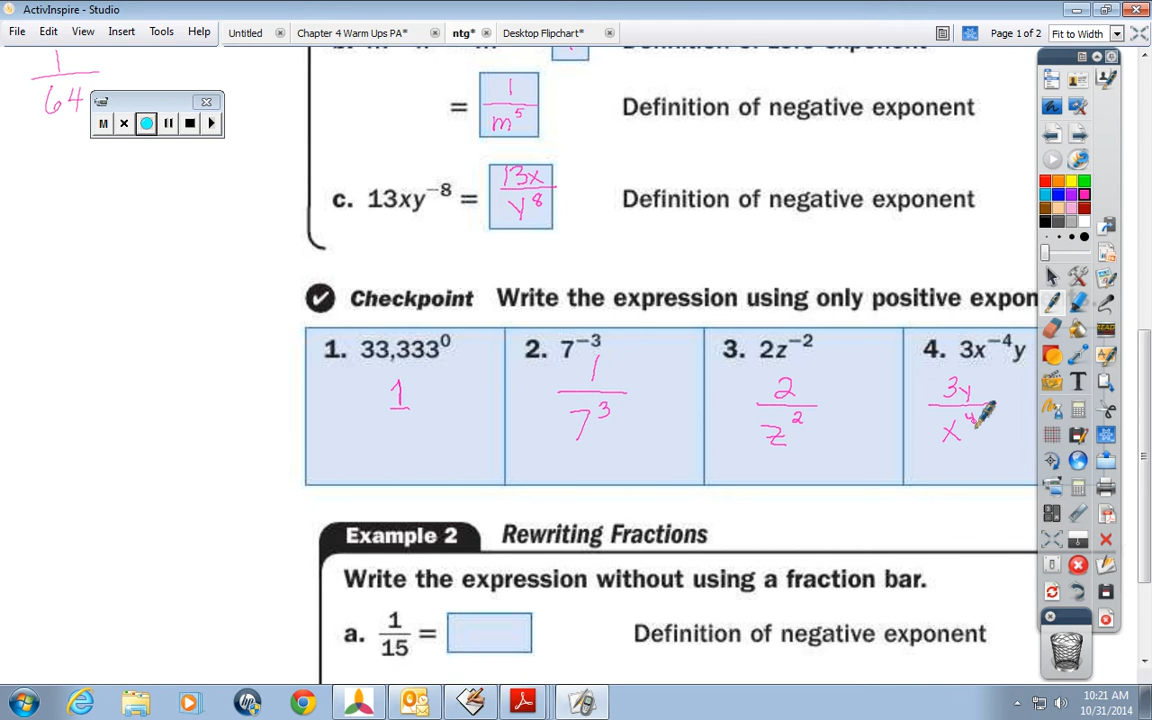 ActivInspire - Studio
File Edit View Insert Tools Help
Untitled
Chapter 4 Warm Ups PA*
ntg*
Desktop Flipchart*
Page 1 of 2
Fit to Width
1/64
M
= 1/m⁵ Definition of negative exponent
c. 13xy⁻⁸ = 13x/y⁸ Definition of negative exponent
Checkpoint Write the expression using only positive expon
1. 33,333⁰
1
2. 7⁻³
1/7³
3. 2z⁻²
2/z²
4. 3x⁻⁴y
3y/x⁴
Example 2 Rewriting Fractions
Write the expression without using a fraction bar.
a. 1/15 = Definition of negative exponent
10:21 AM
10/31/2014